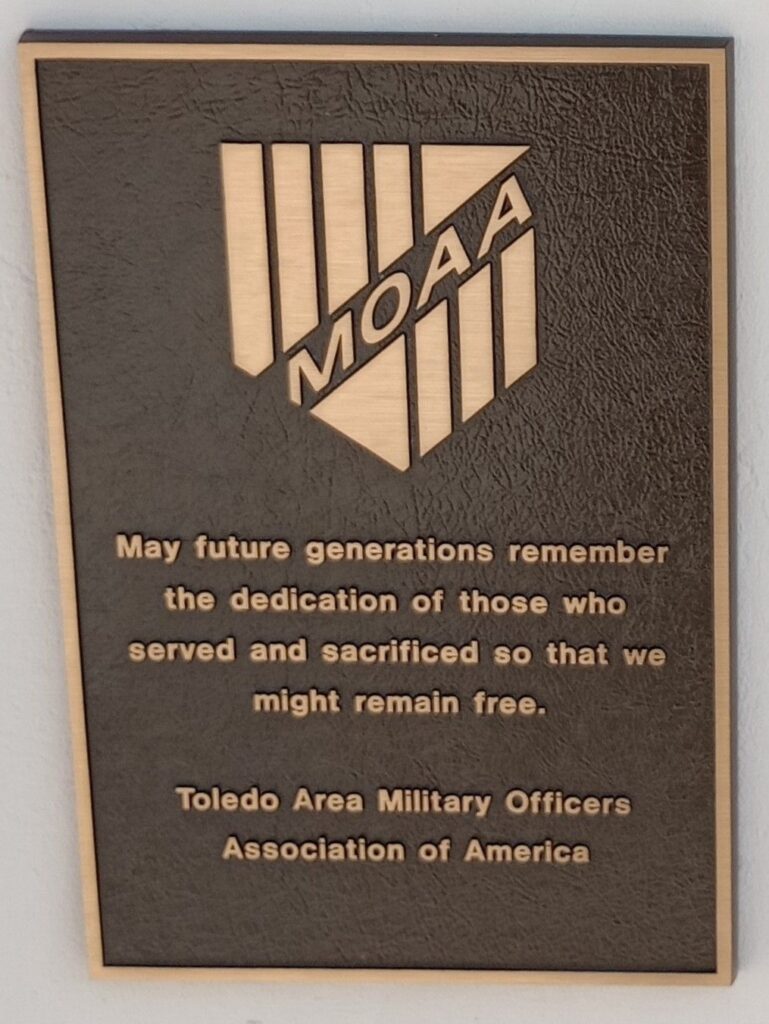 MOAA
May future generations remember
the dedication of those who
served and sacrificed so that we
might remain free.
Toledo Area Military Officers
Association of America